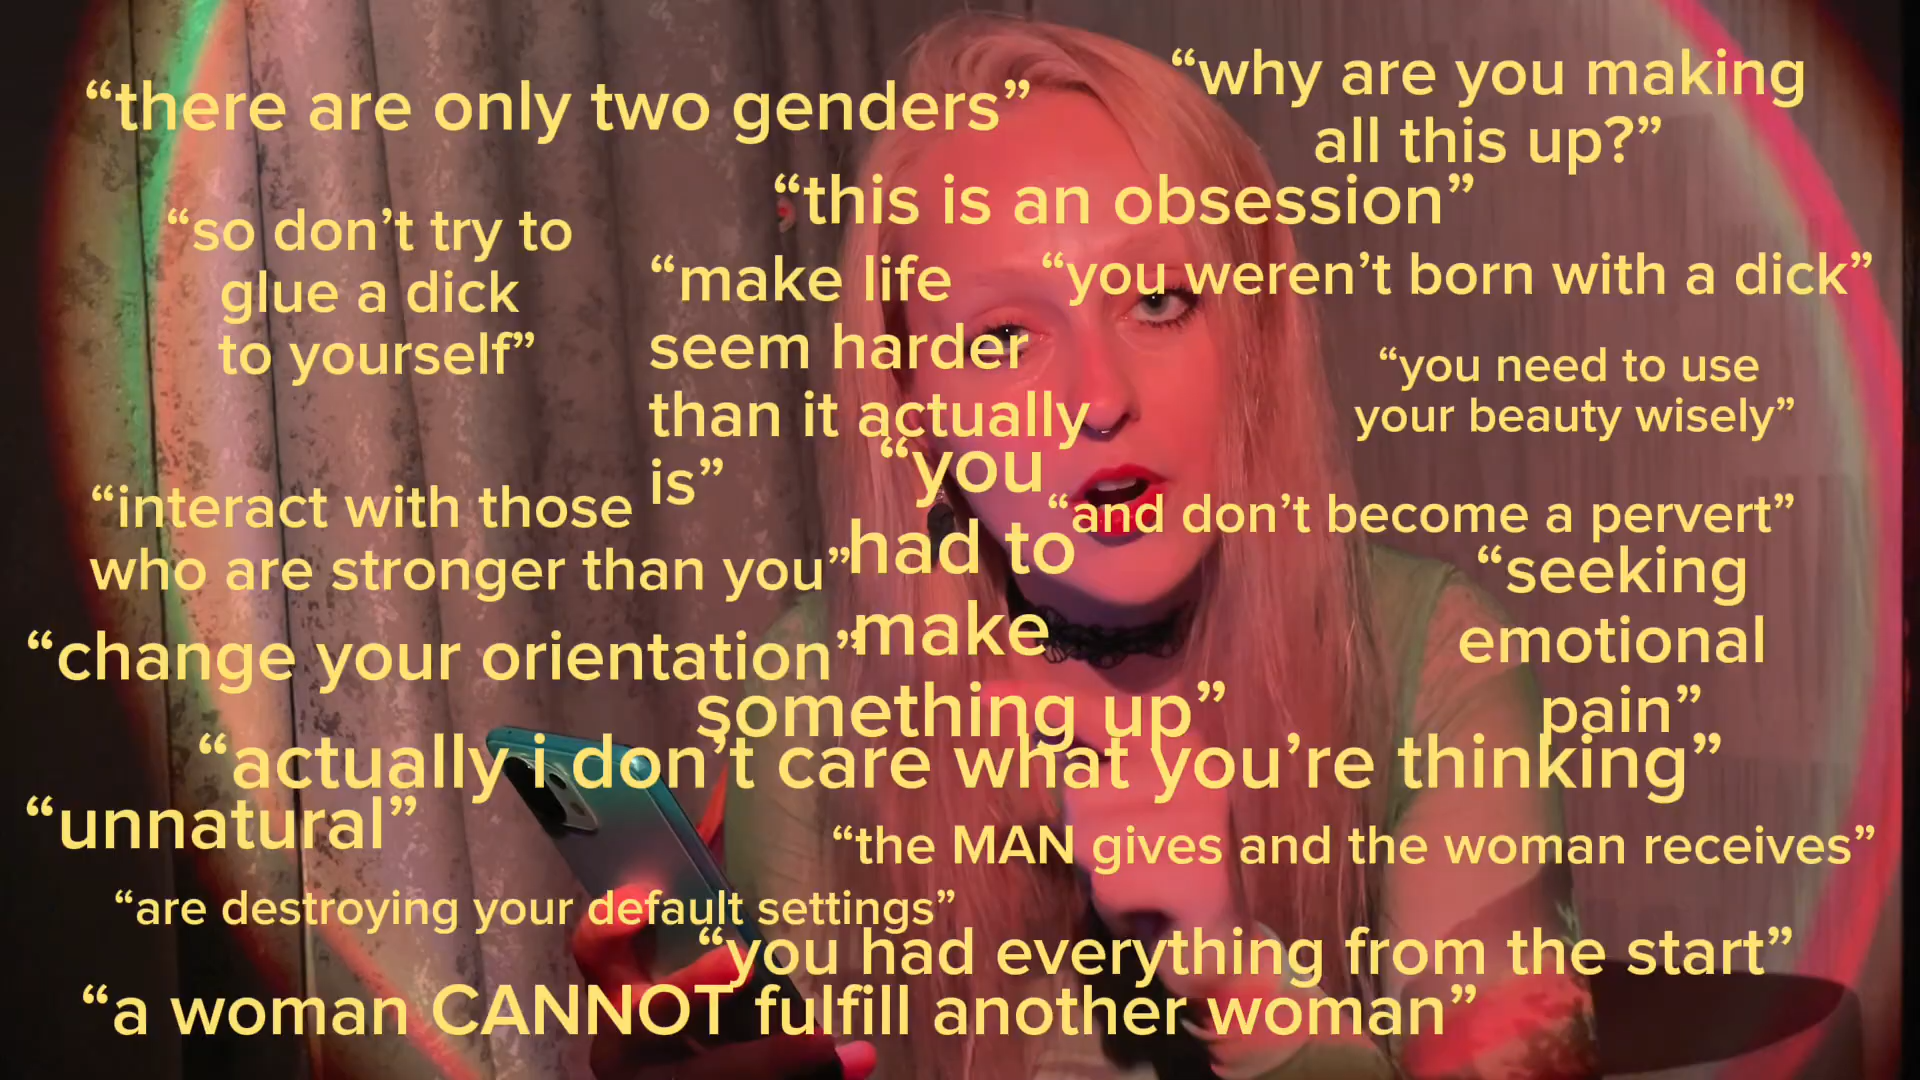 “there are only two genders”
“why are you making
all this up?”
“this is an obsession”
“so don’t try to
glue a dick
to yourself”
“make life
seem harder
than it actually
is”
“you weren’t born with a dick”
“you need to use
your beauty wisely”
“you
had to
make
something up”
“interact with those
who are stronger than you”
“and don’t become a pervert”
“seeking
emotional
pain”
“change your orientation”
“actually i don’t care what you’re thinking”
“unnatural”
“the MAN gives and the woman receives”
“are destroying your default settings”
“you had everything from the start”
“a woman CANNOT fulfill another woman”